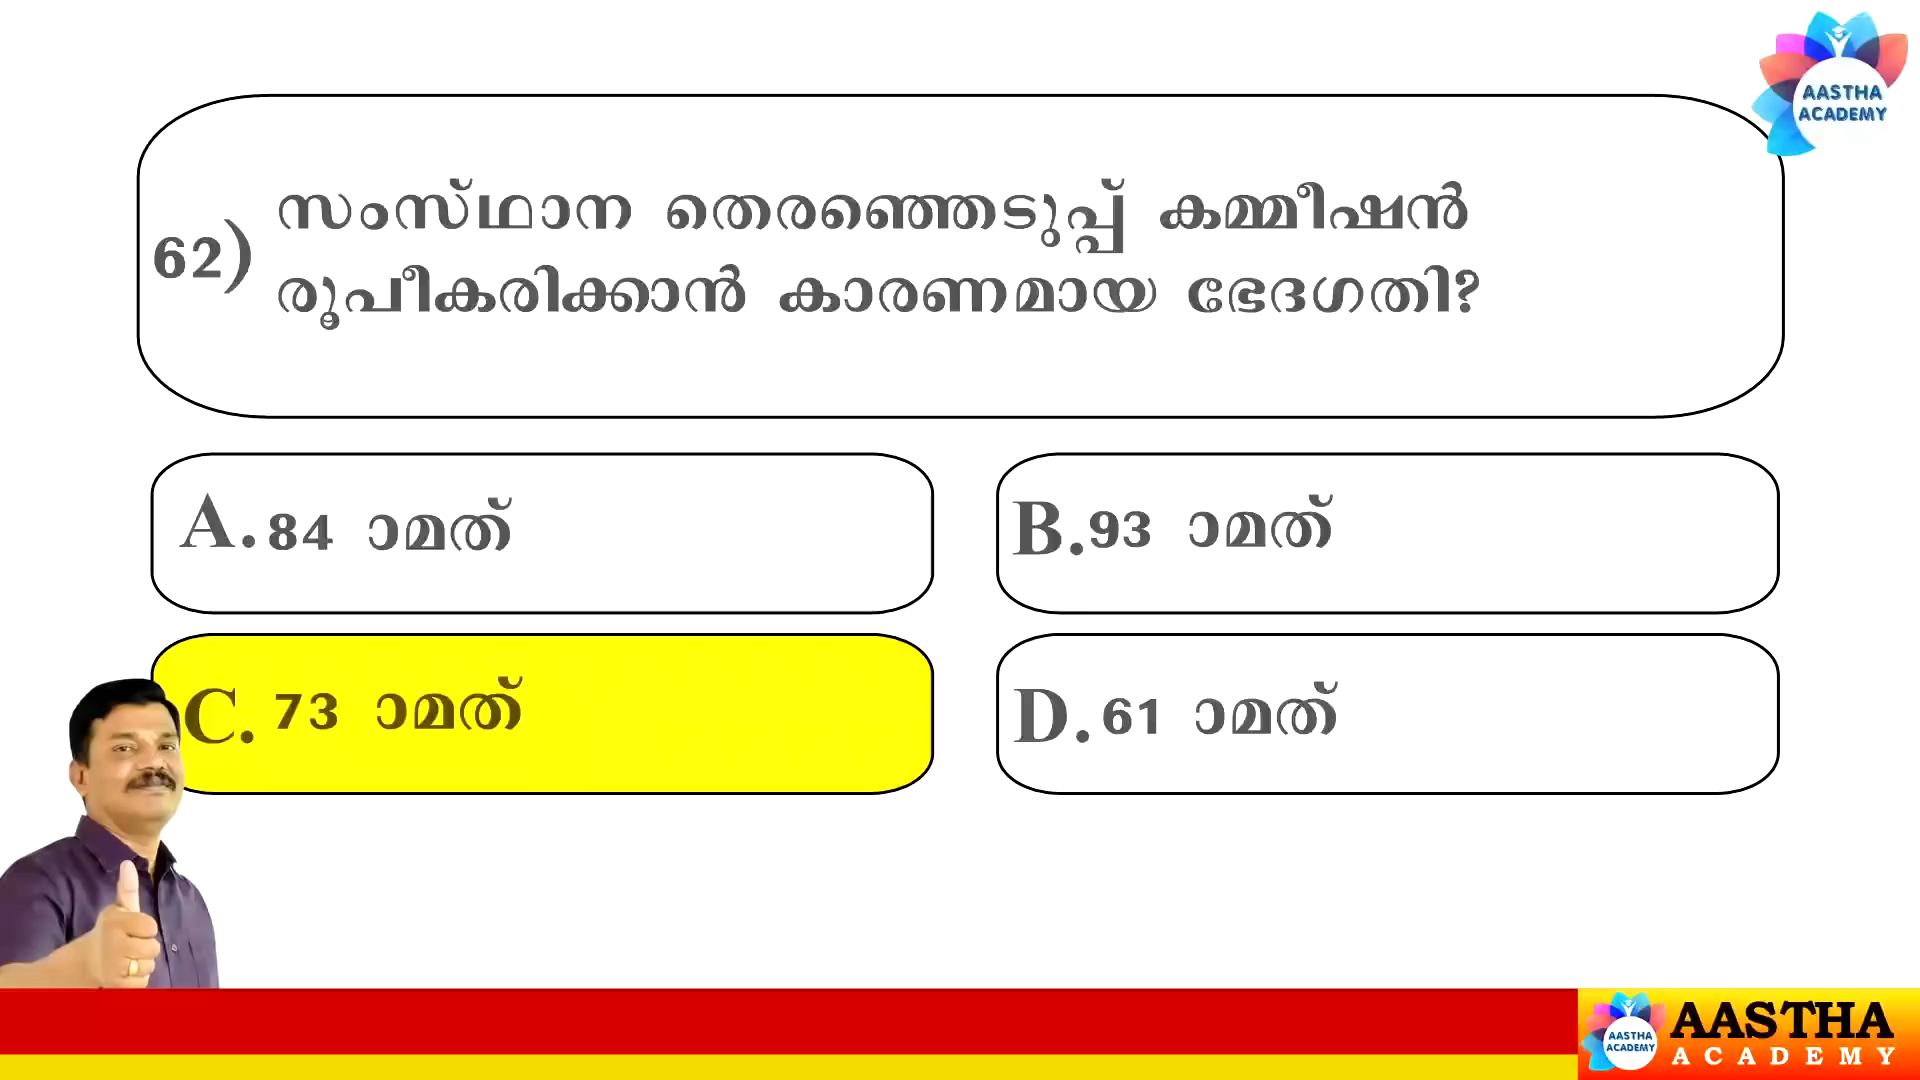 AASTHA
ACADEMY
62) സംസ്ഥാന തെരഞ്ഞെടുപ്പ് കമ്മീഷൻ
രൂപീകരിക്കാൻ കാരണമായ ഭേദഗതി?
A. 84 ാമത്
B. 93 ാമത്
C. 73 ാമത്
D. 61 ാമത്
AASTHA
ACADEMY
AASTHA
ACADEMY